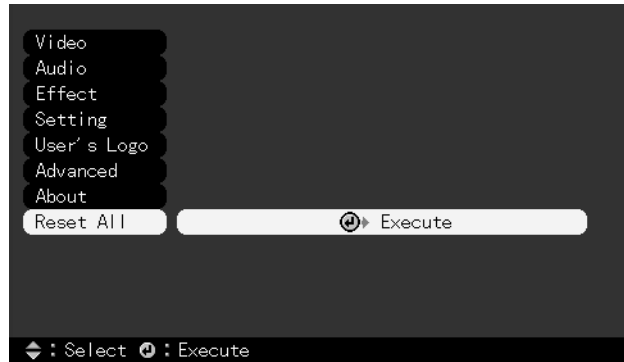 Video
Audio
Effect
Setting
User's Logo
Advanced
About
Reset All Execute
: Select : Execute